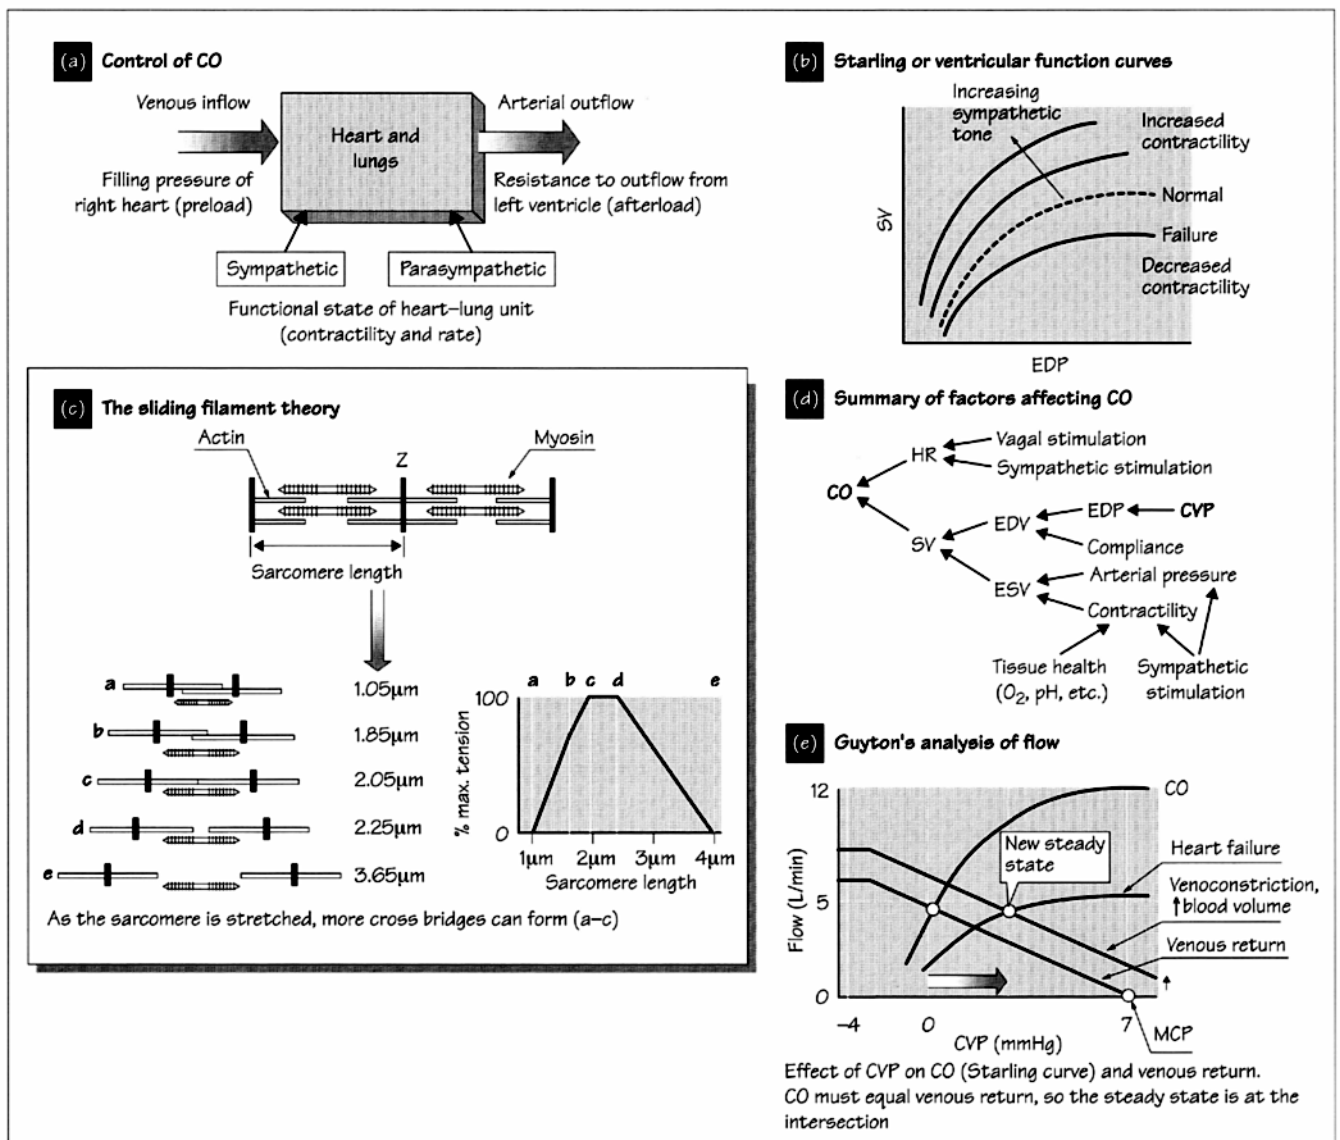 (a) Control of CO
Venous inflow
Filling pressure of
right heart (preload)
Heart and
lungs
Arterial outflow
Resistance to outflow from
left ventricle (afterload)
Sympathetic
Parasympathetic
Functional state of heart–lung unit
(contractility and rate)
(b) Starling or ventricular function curves
Increasing
sympathetic
tone
Increased
contractility
Normal
Failure
Decreased
contractility
SV
EDP
(c) The sliding filament theory
Actin
Z
Myosin
Sarcomere length
a
1.05µm
b
1.85µm
c
2.05µm
d
2.25µm
e
3.65µm
a b c d e
100
0
% max. tension
1µm 2µm 3µm 4µm
Sarcomere length
As the sarcomere is stretched, more cross bridges can form (a–c)
(d) Summary of factors affecting CO
CO
HR
Vagal stimulation
Sympathetic stimulation
SV
EDV
EDP
CVP
Compliance
ESV
Arterial pressure
Contractility
Tissue health
(O₂, pH, etc.)
Sympathetic
stimulation
(e) Guyton's analysis of flow
12
5
0
Flow (L/min)
CO
New steady
state
Heart failure
Venoconstriction,
↑blood volume
Venous return
↑
–4 0 7
CVP (mmHg)
MCP
Effect of CVP on CO (Starling curve) and venous return.
CO must equal venous return, so the steady state is at the
intersection